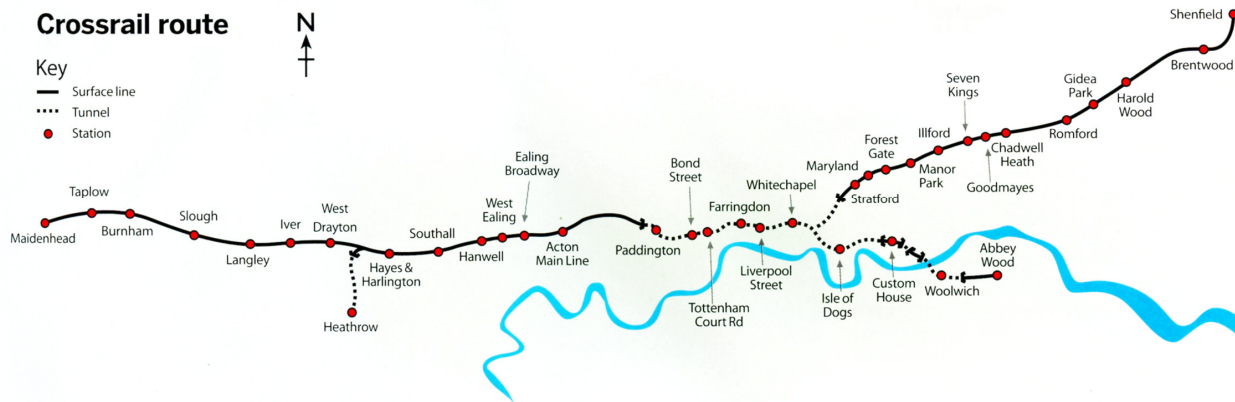 Crossrail route
N
Key
Surface line
Tunnel
Station
Maidenhead
Taplow
Burnham
Slough
Langley
Iver
West
Drayton
Heathrow
Hayes &
Harlington
Southall
Hanwell
West
Ealing
Ealing
Broadway
Acton
Main Line
Paddington
Bond
Street
Tottenham
Court Rd
Farringdon
Liverpool
Street
Whitechapel
Isle of
Dogs
Custom
House
Woolwich
Abbey
Wood
Stratford
Maryland
Forest
Gate
Manor
Park
Illford
Seven
Kings
Goodmayes
Chadwell
Heath
Romford
Gidea
Park
Harold
Wood
Brentwood
Shenfield